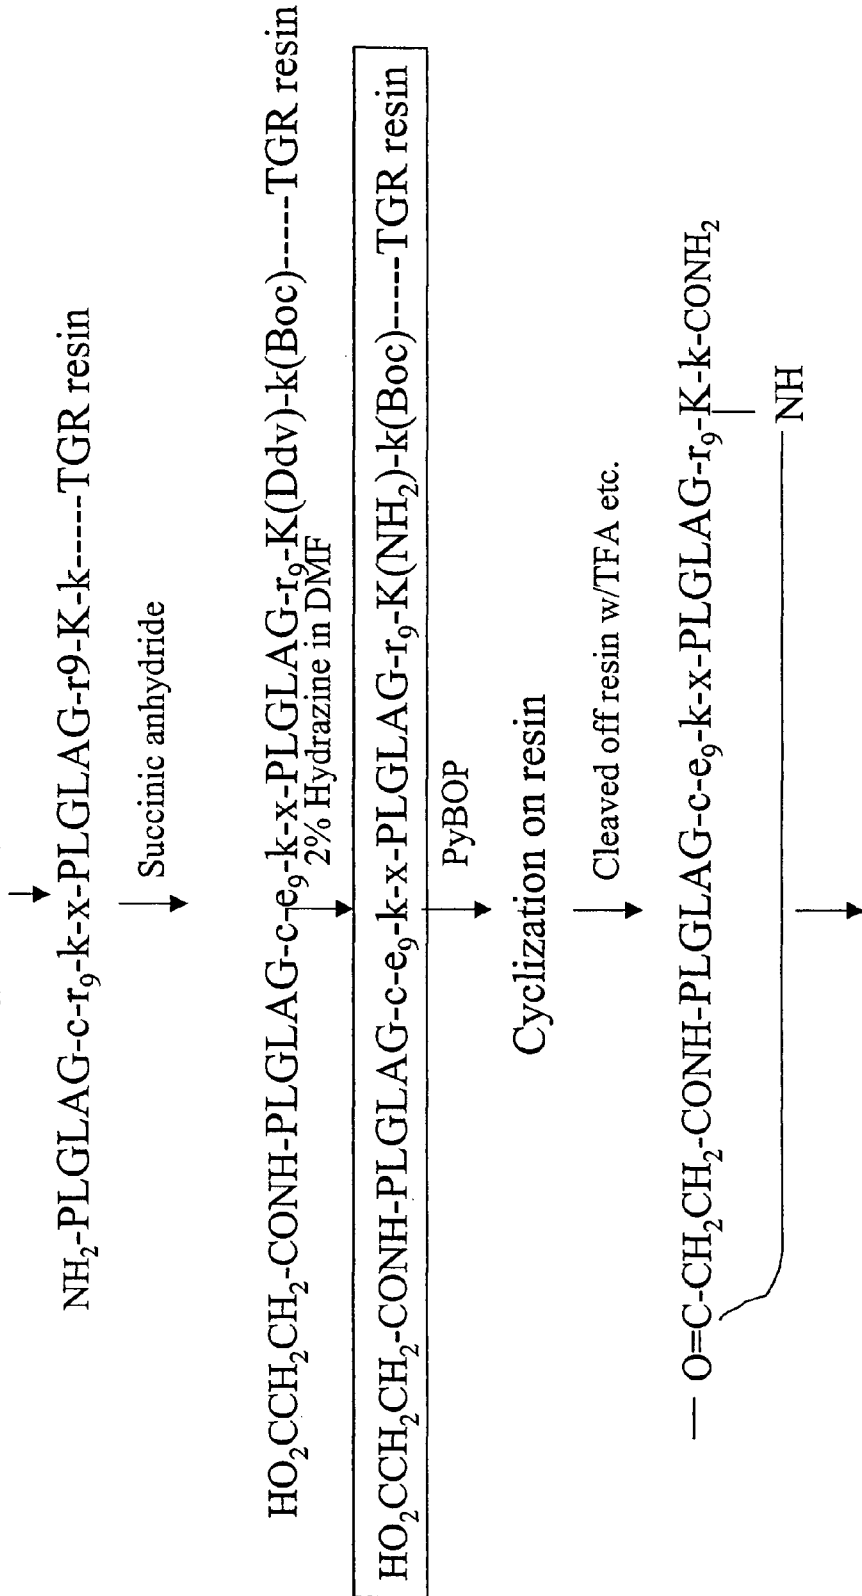 NH₂-PLGLAG-c-r₉-k-x-PLGLAG-r9-K-k-----TGR resin
Succinic anhydride
HO₂CCH₂CH₂-CONH-PLGLAG-c-e₉-k-x-PLGLAG-r₉-K(Ddv)-k(Boc)-----TGR resin
2% Hydrazine in DMF
HO₂CCH₂CH₂-CONH-PLGLAG-c-e₉-k-x-PLGLAG-r₉-K(NH₂)-k(Boc)-----TGR resin
PyBOP
Cyclization on resin
Cleaved off resin w/TFA etc.
O=C-CH₂CH₂-CONH-PLGLAG-c-e₉-k-x-PLGLAG-r₉-K-k-CONH₂
NH